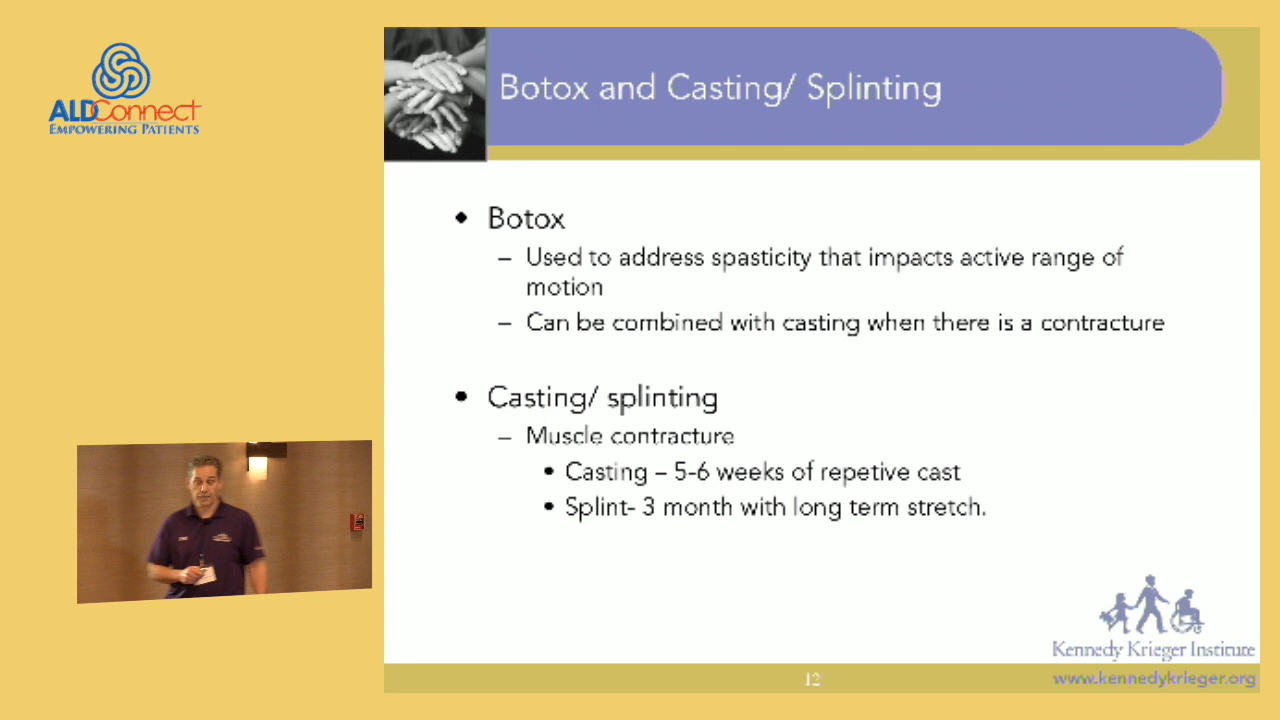 ALDConnect
EMPOWERING PATIENTS
Botox and Casting/ Splinting
• Botox
– Used to address spasticity that impacts active range of
motion
– Can be combined with casting when there is a contracture
• Casting/ splinting
– Muscle contracture
• Casting – 5-6 weeks of repetive cast
• Splint- 3 month with long term stretch.
Kennedy Krieger Institute
12
www.kennedykrieger.org